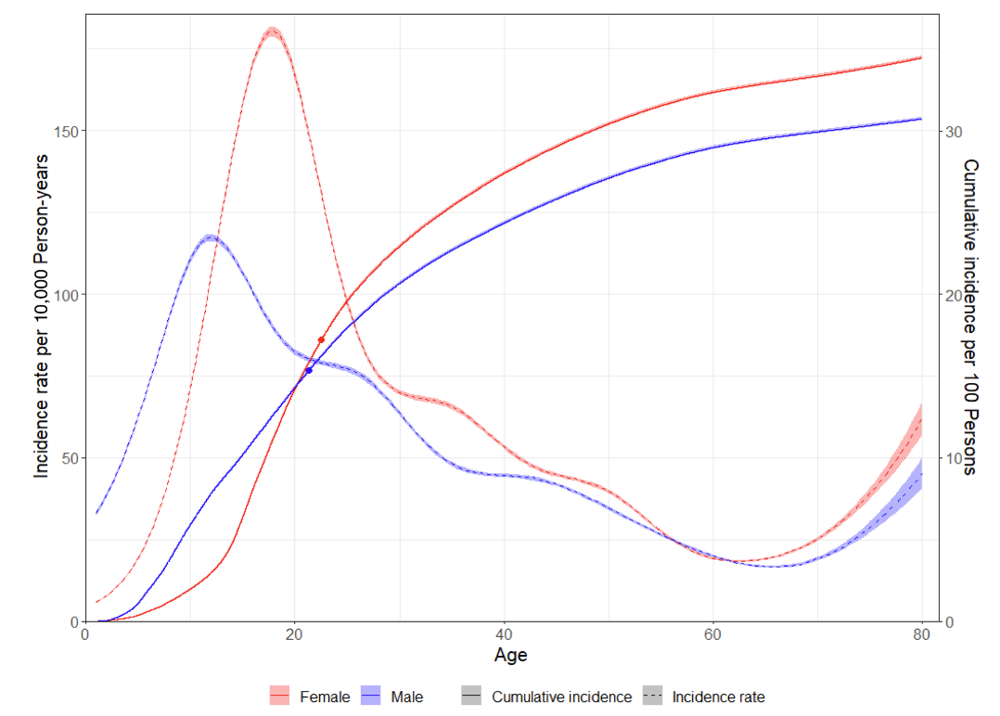 Incidence rate per 10,000 Person-years
150
100
50
0
30
20
10
0
Cumulative incidence per 100 Persons
0 20 40 60 80
Age
Female Male Cumulative incidence Incidence rate